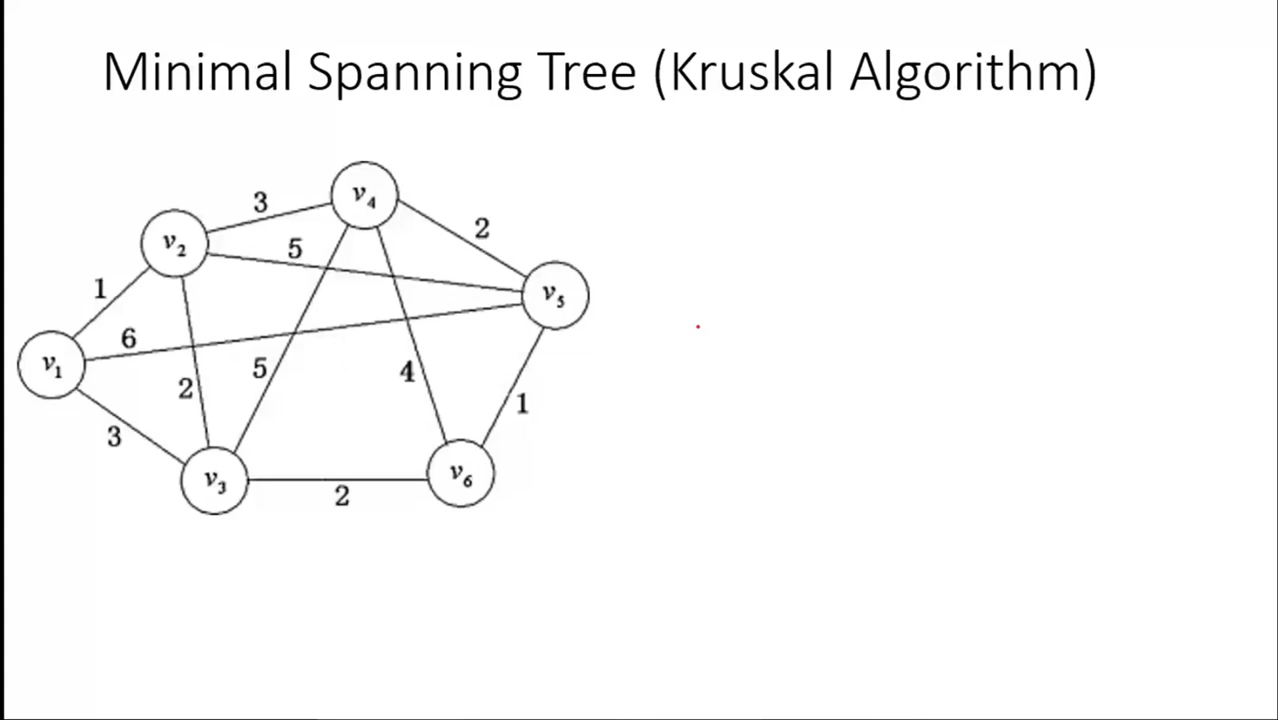 Minimal Spanning Tree (Kruskal Algorithm)
v₄
3
2
v₂
5
v₅
1
6
v₁
5
4
2
1
3
v₃
v₆
2